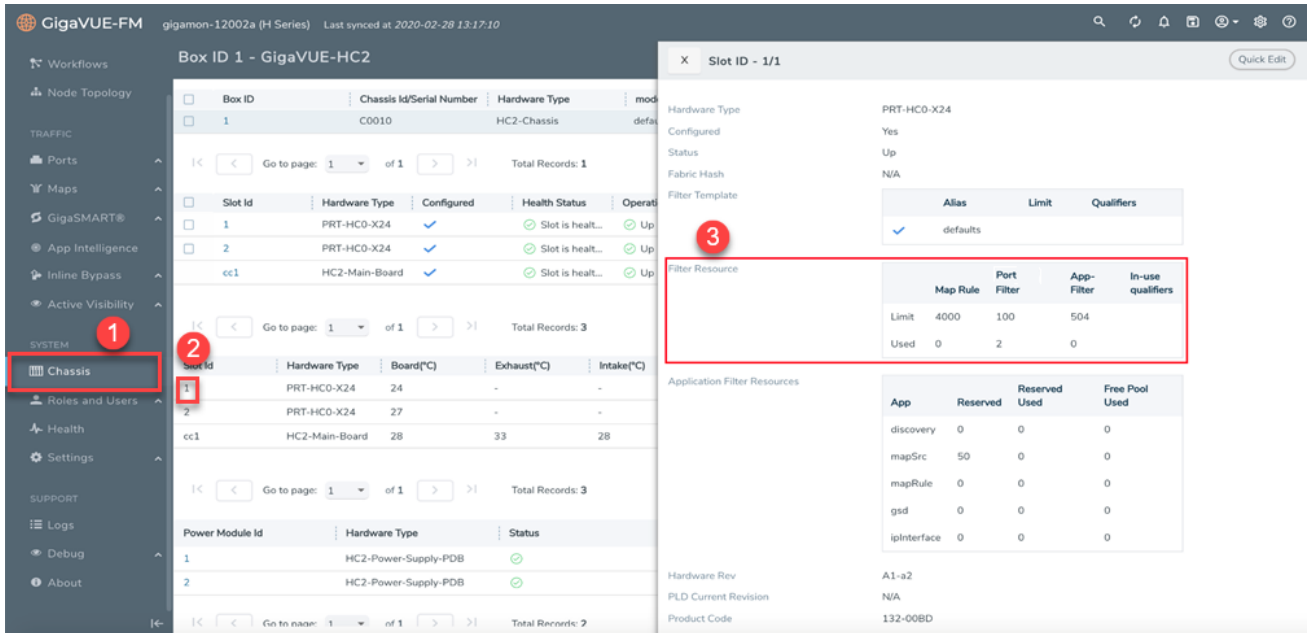 GigaVUE-FM gigamon-12002a (H Series) Last synced at 2020-02-28 13:17:10
Workflows
Node Topology
TRAFFIC
Ports
Maps
GigaSMART®
App Intelligence
Inline Bypass
Active Visibility
1
SYSTEM
Chassis
Roles and Users
Health
Settings
SUPPORT
Logs
Debug
About
Box ID 1 - GigaVUE-HC2
Box ID Chassis Id/Serial Number Hardware Type mod
1 C0010 HC2-Chassis defau
Go to page: 1 of 1 Total Records: 1
Slot Id Hardware Type Configured Health Status Operati
1 PRT-HC0-X24 Slot is healt... Up
2 PRT-HC0-X24 Slot is healt... Up
cc1 HC2-Main-Board Slot is healt... Up
Go to page: 1 of 1 Total Records: 3
2
Slot Id Hardware Type Board(°C) Exhaust(°C) Intake(°C)
1 PRT-HC0-X24 24 - -
2 PRT-HC0-X24 27 - -
cc1 HC2-Main-Board 28 33 28
Go to page: 1 of 1 Total Records: 3
Power Module Id Hardware Type Status
1 HC2-Power-Supply-PDB
2 HC2-Power-Supply-PDB
Go to page: 1 of 1 Total Records: 2
X Slot ID - 1/1 Quick Edit
Hardware Type PRT-HC0-X24
Configured Yes
Status Up
Fabric Hash N/A
Filter Template
Alias Limit Qualifiers
defaults
3
Filter Resource
Map Rule Port Filter App-Filter In-use qualifiers
Limit 4000 100 504
Used 0 2 0
Application Filter Resources
App Reserved Reserved Used Free Pool Used
discovery 0 0 0
mapSrc 50 0 0
mapRule 0 0 0
gsd 0 0 0
ipInterface 0 0 0
Hardware Rev A1-a2
PLD Current Revision N/A
Product Code 132-00BD